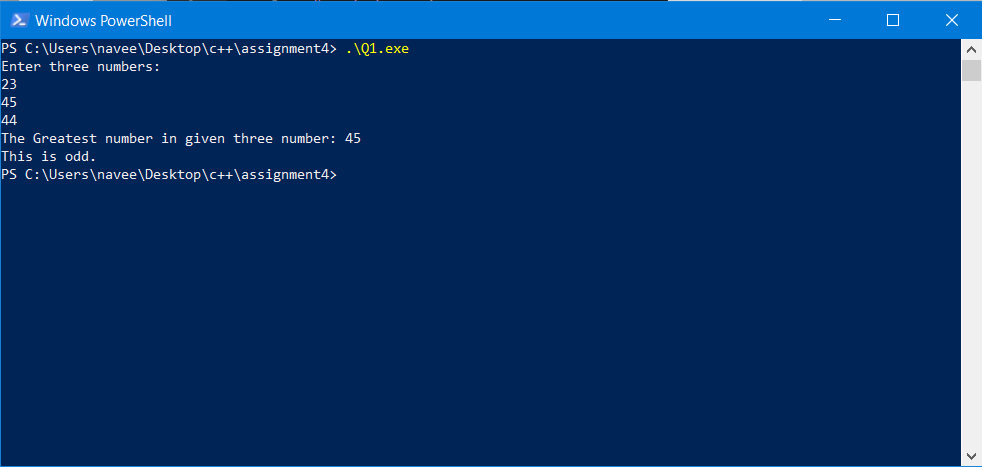 Windows PowerShell
PS C:\Users\navee\Desktop\c++\assignment4> .\Q1.exe
Enter three numbers:
23
45
44
The Greatest number in given three number: 45
This is odd.
PS C:\Users\navee\Desktop\c++\assignment4>